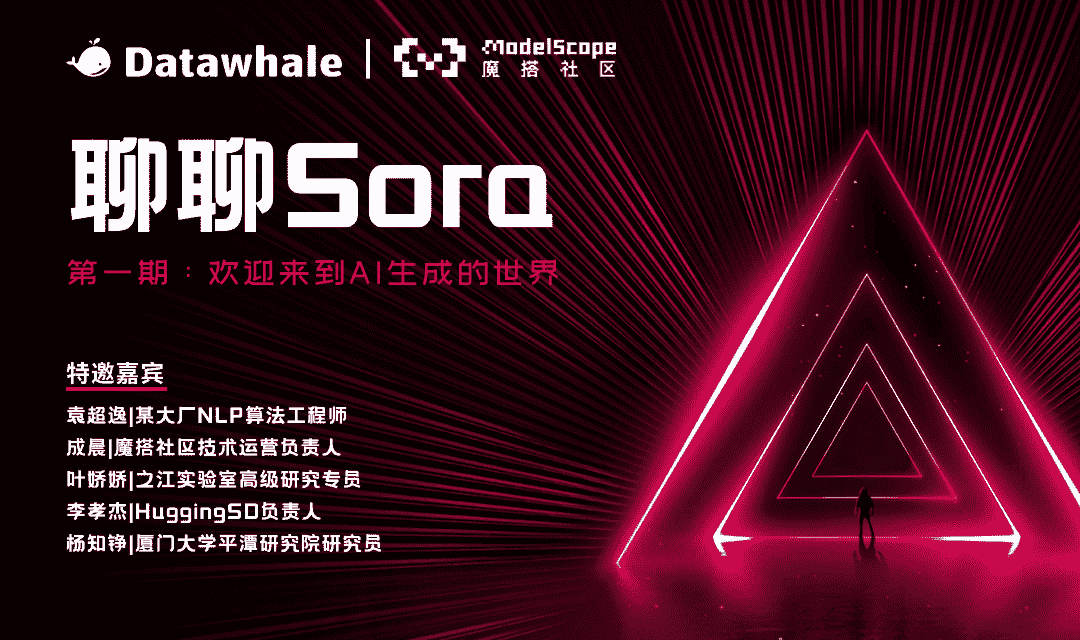 Datawhale | ModelScope
魔搭社区
聊聊Sora
第一期：欢迎来到AI生成的世界
特邀嘉宾
袁超逸|某大厂NLP算法工程师
成晨|魔搭社区技术运营负责人
叶娇娇|之江实验室高级研究专员
李孝杰|HuggingSD负责人
杨知铮|厦门大学平潭研究院研究员